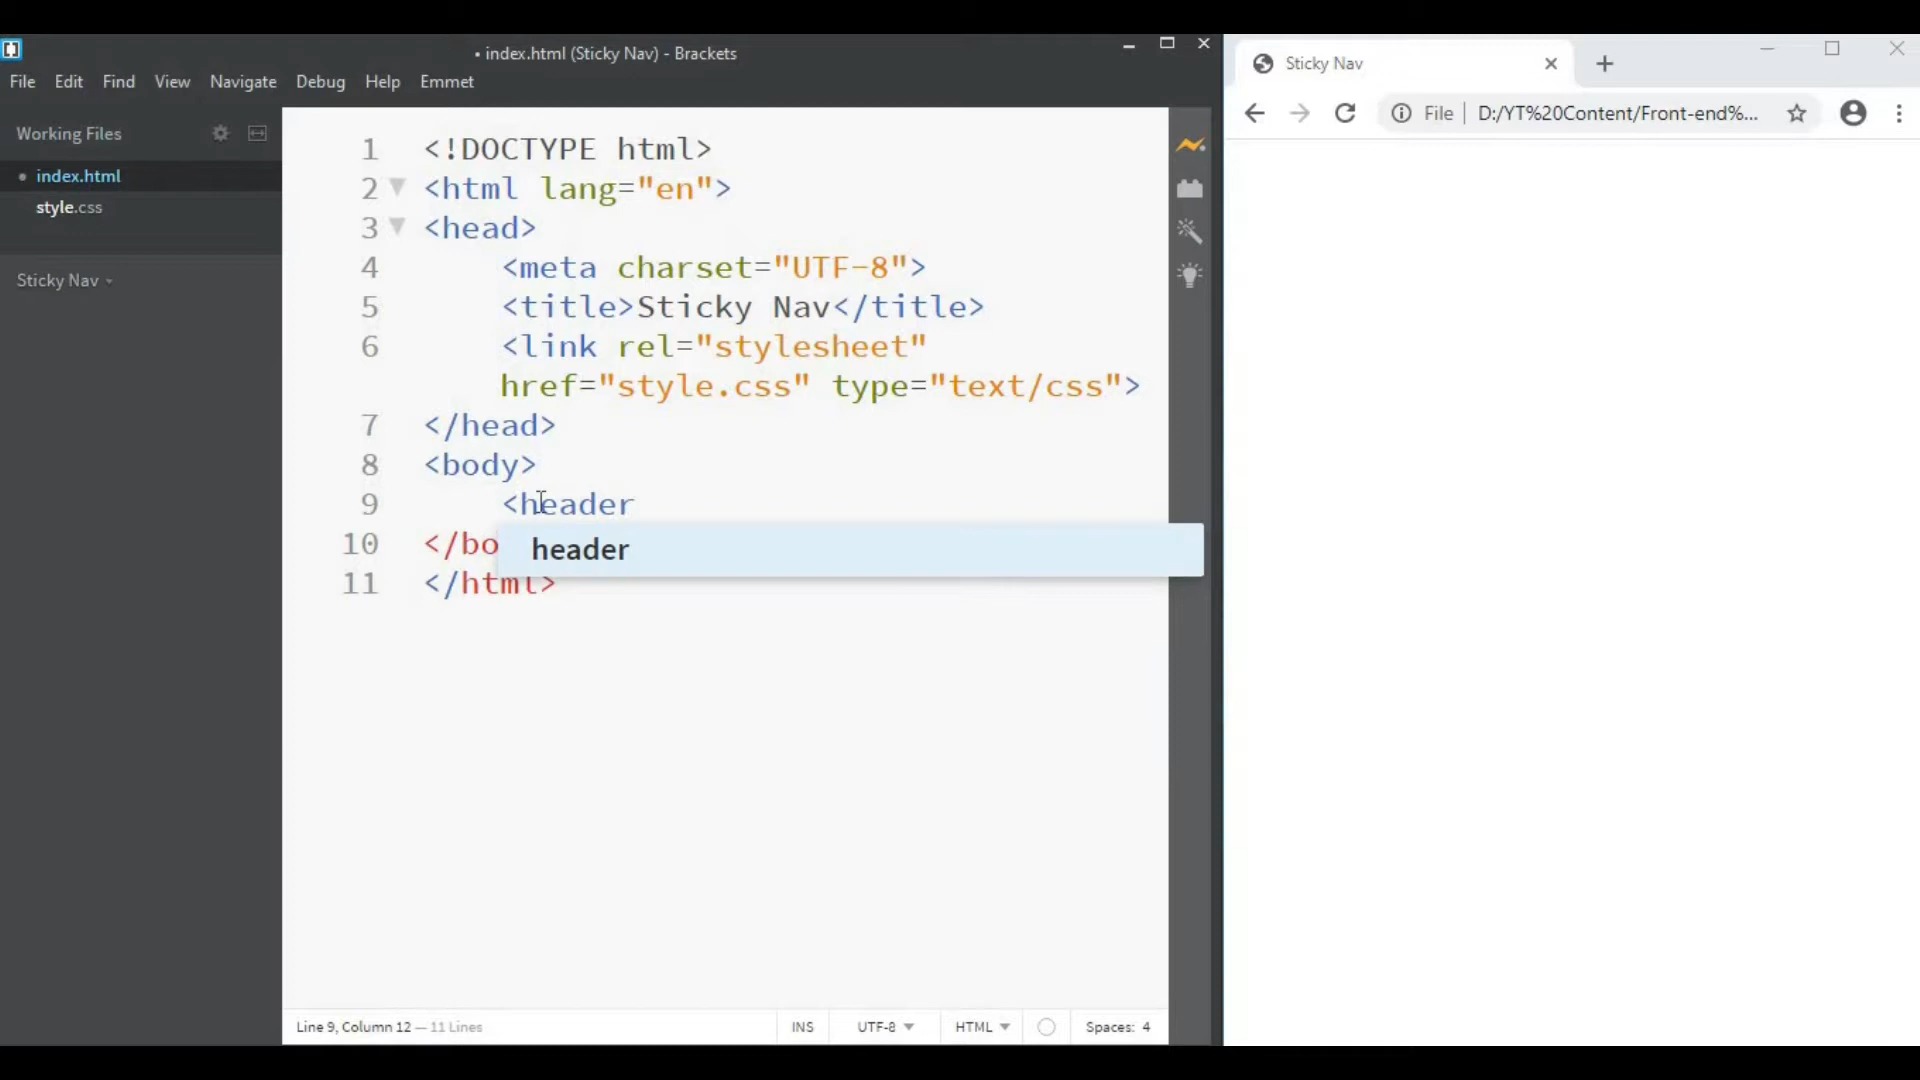 • index.html (Sticky Nav) - Brackets
File Edit Find View Navigate Debug Help Emmet
Working Files
• index.html
style.css
Sticky Nav
1 <!DOCTYPE html>
2 <html lang="en">
3 <head>
4 <meta charset="UTF-8">
5 <title>Sticky Nav</title>
6 <link rel="stylesheet"
href="style.css" type="text/css">
7 </head>
8 <body>
9 <header
header
10 </bo
11 </html>
Line 9, Column 12 — 11 Lines
INS UTF-8 HTML Spaces: 4
Sticky Nav
File D:/YT%20Content/Front-end%...